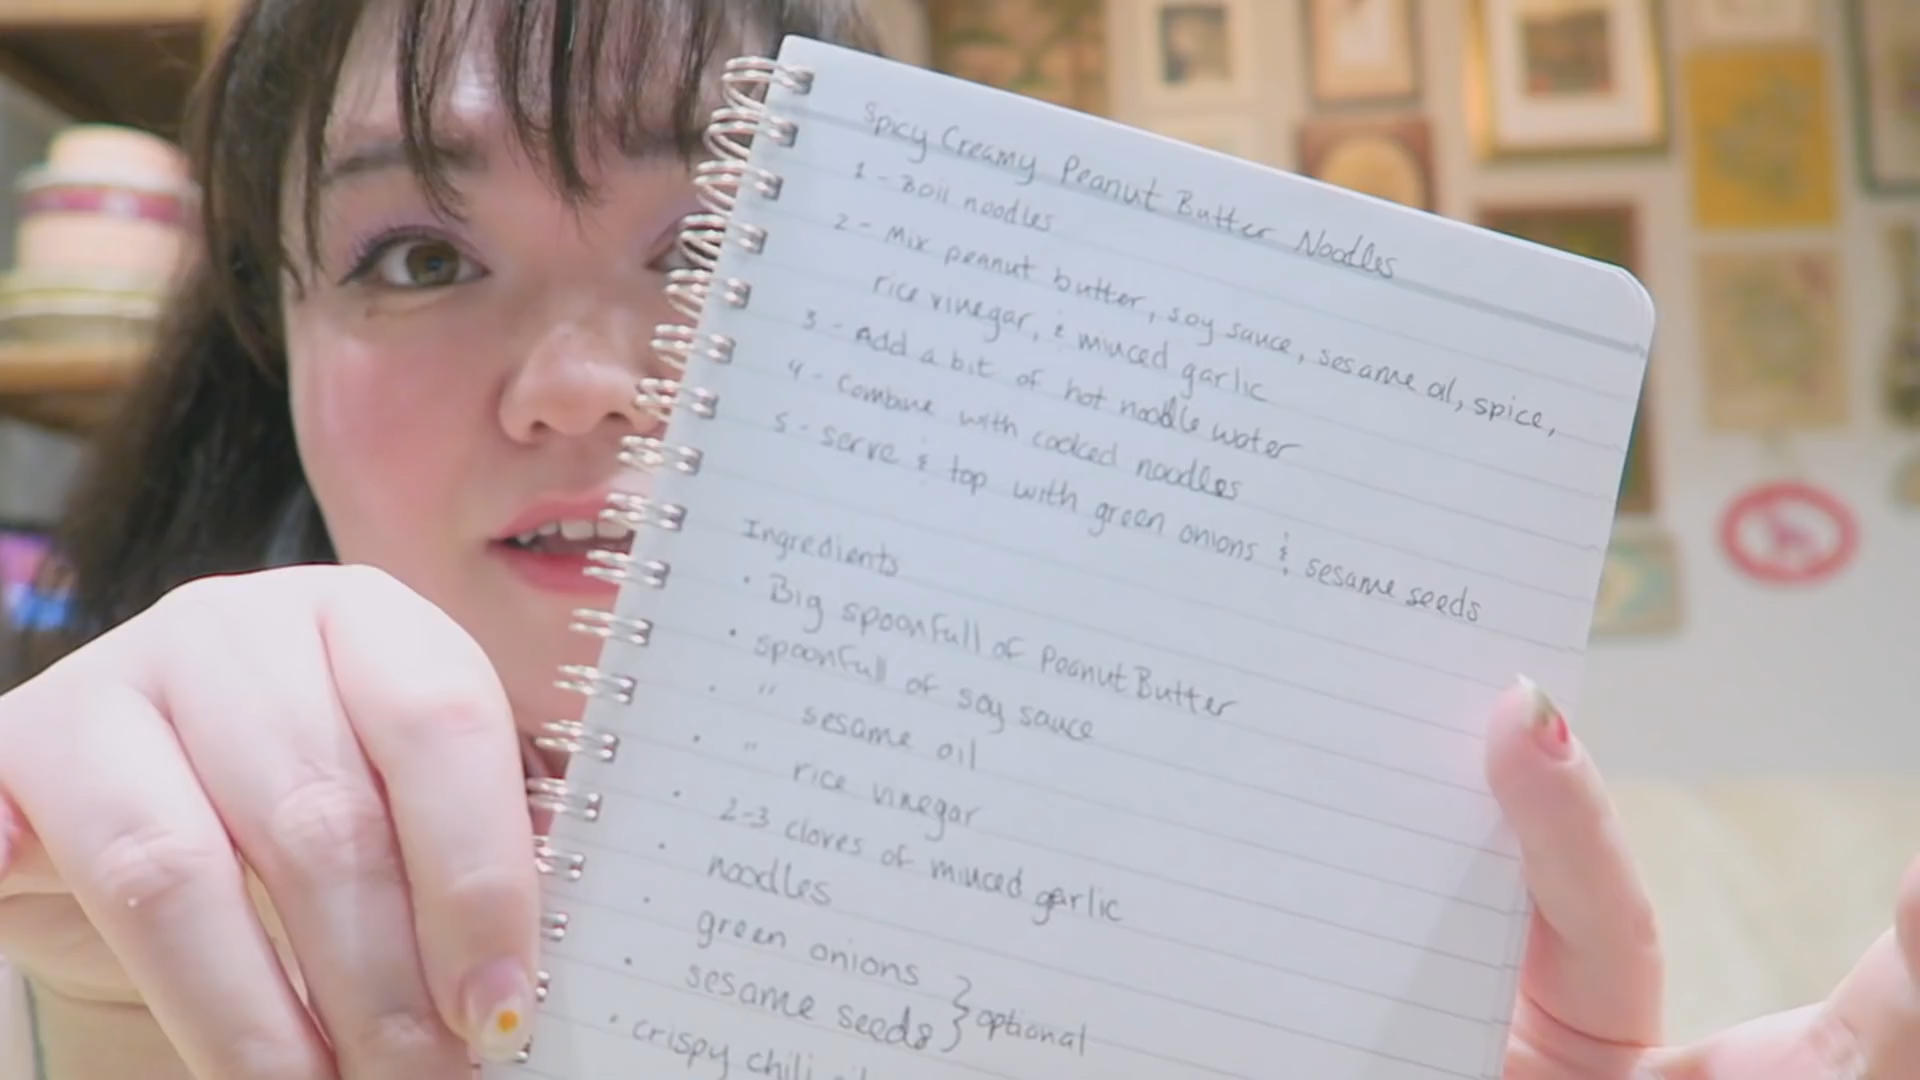 Spicy Creamy Peanut Butter Noodles
1 - Boil noodles
2 - Mix peanut butter, soy sauce, sesame oil, spice,
rice vinegar, & minced garlic
3 - Add a bit of hot noodle water
4 - Combine with cooked noodles
5 - serve & top with green onions & sesame seeds
Ingredients
• Big spoonfull of Peanut Butter
• spoonfull of soy sauce
• " sesame oil
• " rice vinegar
• 2-3 cloves of minced garlic
• noodles
• green onions
• sesame seeds } optional
• crispy chili